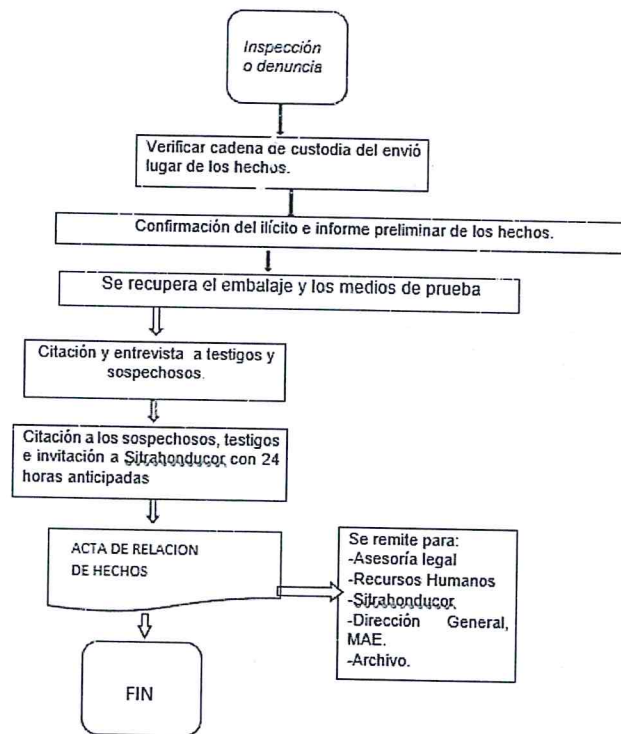 Inspección
o denuncia
Verificar cadena de custodia del envió
lugar de los hechos.
Confirmación del ilícito e informe preliminar de los hechos.
Se recupera el embalaje y los medios de prueba
Citación y entrevista a testigos y
sospechosos.
Citación a los sospechosos, testigos
e invitación a Sitrahonducor con 24
horas anticipadas
ACTA DE RELACION
DE HECHOS
Se remite para:
-Asesoría legal
-Recursos Humanos
-Sitrahonducor
-Dirección General,
MAE.
-Archivo.
FIN